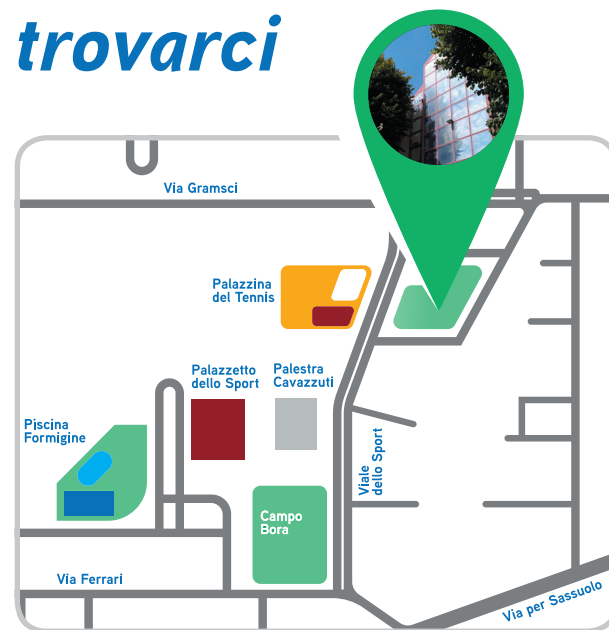 trovarci
Via Gramsci
Palazzina
del Tennis
Palazzetto
dello Sport
Palestra
Cavazzuti
Piscina
Formigine
Viale
dello Sport
Campo
Bora
Via Ferrari
Via per Sassuolo